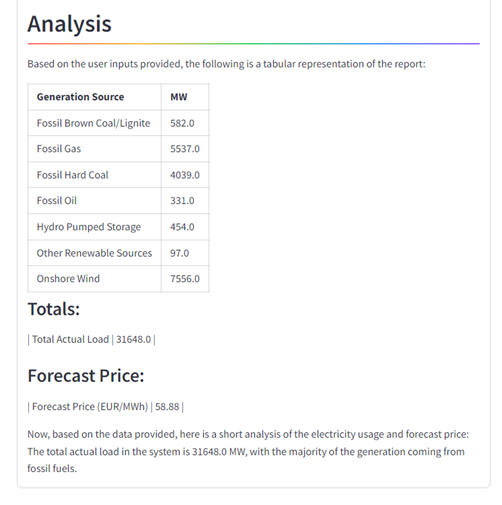 Analysis
Based on the user inputs provided, the following is a tabular representation of the report:
Generation Source MW
Fossil Brown Coal/Lignite 582.0
Fossil Gas 5537.0
Fossil Hard Coal 4039.0
Fossil Oil 331.0
Hydro Pumped Storage 454.0
Other Renewable Sources 97.0
Onshore Wind 7556.0
Totals:
| Total Actual Load | 31648.0 |
Forecast Price:
| Forecast Price (EUR/MWh) | 58.88 |
Now, based on the data provided, here is a short analysis of the electricity usage and forecast price:
The total actual load in the system is 31648.0 MW, with the majority of the generation coming from
fossil fuels.